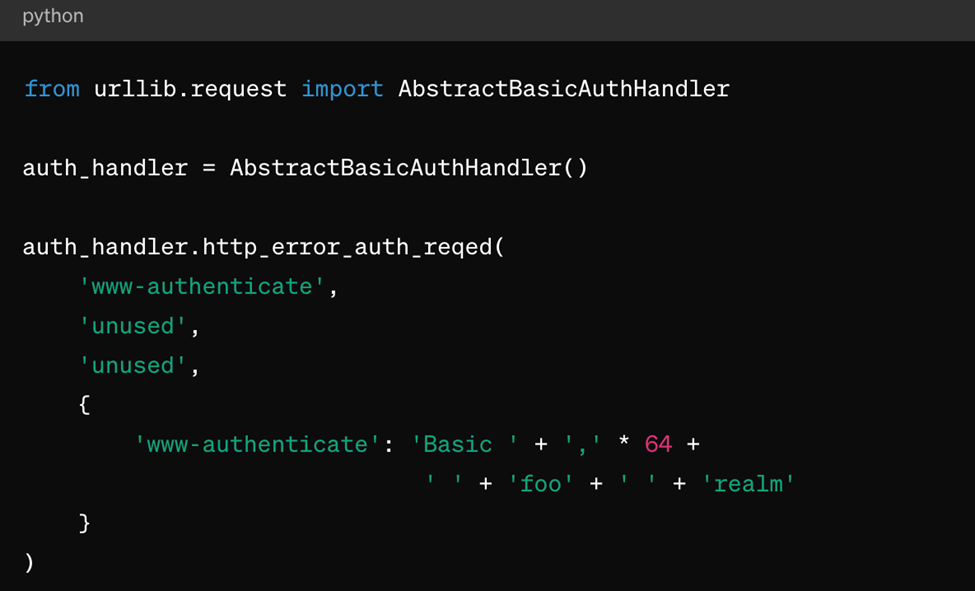 python
from urllib.request import AbstractBasicAuthHandler
auth_handler = AbstractBasicAuthHandler()
auth_handler.http_error_auth_reqed(
    'www-authenticate',
    'unused',
    'unused',
    {
        'www-authenticate': 'Basic ' + ',' * 64 +
                             ' ' + 'foo' + ' ' + 'realm'
    }
)